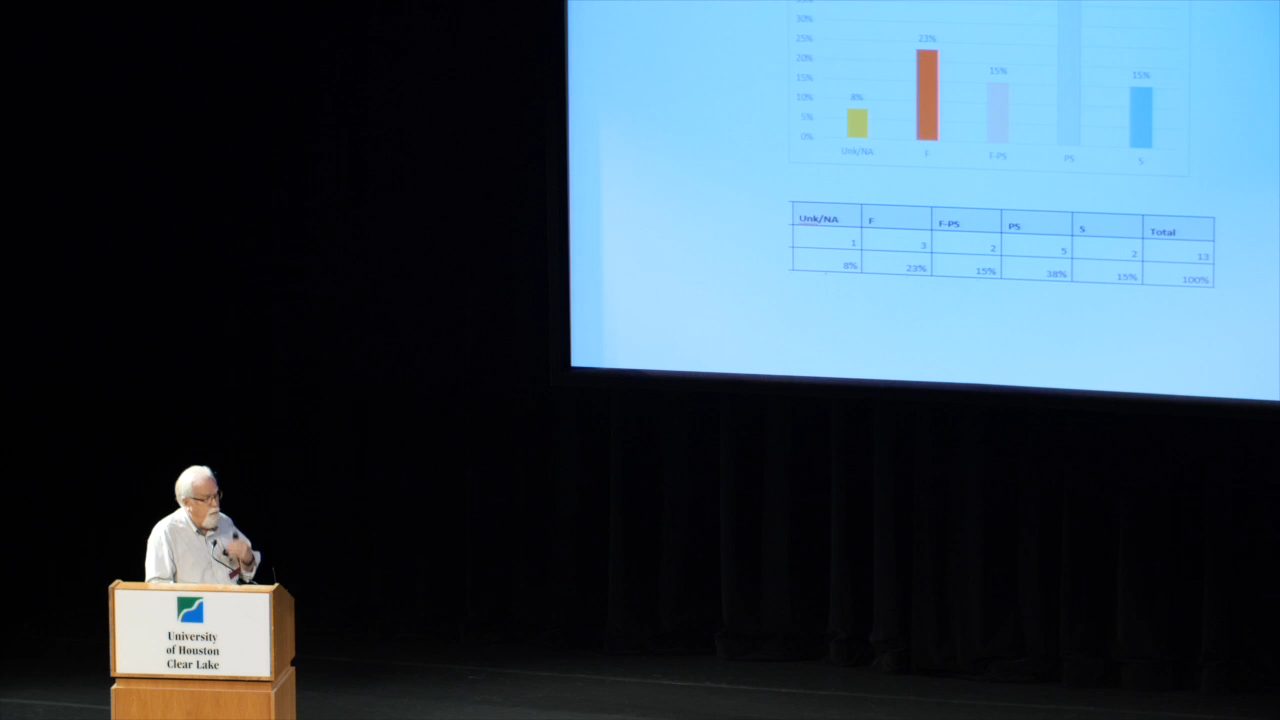 30%
25%
20%
15%
10%
5%
0%
8%
23%
15%
15%
Unk/NA F F-PS PS S
Unk/NA F F-PS PS S Total
1 3 2 5 2 13
8% 23% 15% 38% 15% 100%
University
of Houston
Clear Lake